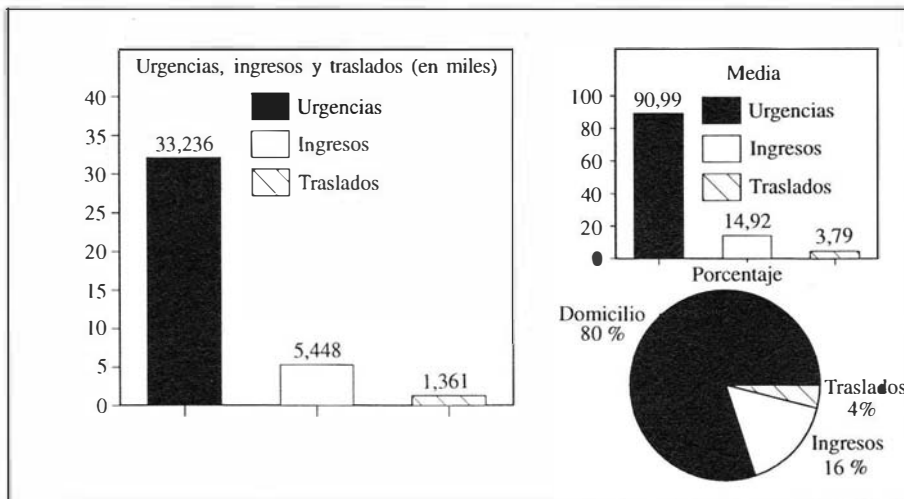 Urgencias, ingresos y traslados (en miles)
40
35
30
25
20
15
10
5
0
Urgencias
Ingresos
Traslados
33,236
5,448
1,361
Media
100
80
60
40
20
0
Urgencias
Ingresos
Traslados
90,99
14,92
3,79
Porcentaje
Domicilio
80 %
Traslados
4%
Ingresos
16 %